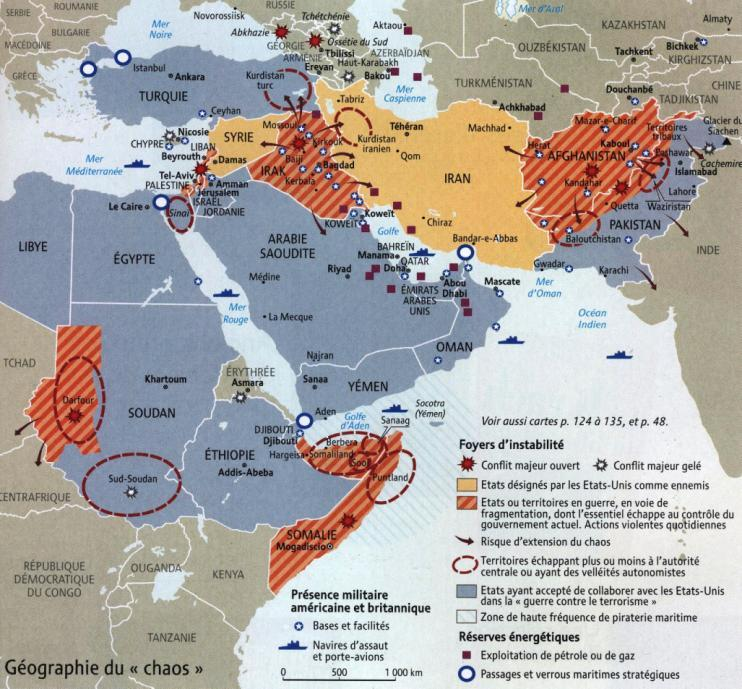 RUSSIE
SERBIE
ROUMANIE
Mer Noire
Novorossiisk
Tchétchénie
Aktaou
Mer d'Aral
KAZAKHSTAN
Almaty
BULGARIE
MACÉDOINE
Abkhazie
Ossétie du Sud
GÉORGIE
Tbilissi
ARMÉNIE
AZERBAÏDJAN
Erevan
Haut-Karabakh
Bakou
OUZBÉKISTAN
Tachkent
Bichkek
KIRGHIZSTAN
GRÈCE
Istanbul
Ankara
TURQUIE
Kurdistan turc
Mer Caspienne
TURKMÉNISTAN
Achkhabad
Douchanbé
TADJIKISTAN
CHINE
Ceyhan
Tabriz
Téhéran
Machhad
Mazar-e-Charif
Territoires tribaux
Glacier du Siachen
Nicosie
CHYPRE
SYRIE
Mossoul
Kirkouk
Kurdistan iranien
Qom
Herat
Kaboul
AFGHANISTAN
Peshawar
Islamabad
Cachemire
LIBAN
Beyrouth
Damas
Baiji
Bagdad
IRAK
Kerbala
IRAN
Kandahar
Lahore
Waziristan
Mer Méditerranée
Tel-Aviv
Amman
PALESTINE
Jérusalem
ISRAËL
JORDANIE
Quetta
PAKISTAN
Le Caire
Sinaï
KOWEÏT
Koweït
Chiraz
Baloutchistan
INDE
LIBYE
ÉGYPTE
ARABIE SAOUDITE
Golfe
BAHREÏN
Manama
QATAR
Doha
Bandar-e-Abbas
Gwadar
Karachi
Médine
Riyad
ÉMIRATS ARABES UNIS
Abou Dhabi
Mascate
Mer d'Oman
Océan Indien
Mer Rouge
La Mecque
OMAN
TCHAD
Najran
ÉRYTHRÉE
Asmara
Khartoum
Sanaa
YÉMEN
Darfour
SOUDAN
Aden
Golfe d'Aden
Socotra (Yémen)
Sanaag
DJIBOUTI
Djibouti
Berbera
Hargeisa
Somaliland
Sool
Puntland
ÉTHIOPIE
Addis-Abeba
Sud-Soudan
CENTRAFRIQUE
SOMALIE
Mogadiscio
OUGANDA
KENYA
RÉPUBLIQUE DÉMOCRATIQUE DU CONGO
TANZANIE
Voir aussi cartes p. 124 à 135, et p. 48.
Foyers d'instabilité
Conflit majeur ouvert
Conflit majeur gelé
Etats désignés par les Etats-Unis comme ennemis
Etats ou territoires en guerre, en voie de
fragmentation, dont l'essentiel échappe au contrôle du
gouvernement actuel. Actions violentes quotidiennes
Risque d'extension du chaos
Territoires échappant plus ou moins à l'autorité
centrale ou ayant des velléités autonomistes
Etats ayant accepté de collaborer avec les Etats-Unis
dans la « guerre contre le terrorisme »
Zone de haute fréquence de piraterie maritime
Présence militaire
américaine et britannique
Bases et facilités
Navires d'assaut
et porte-avions
0 500 1 000 km
Réserves énergétiques
Exploitation de pétrole ou de gaz
Passages et verrous maritimes stratégiques
Géographie du « chaos »